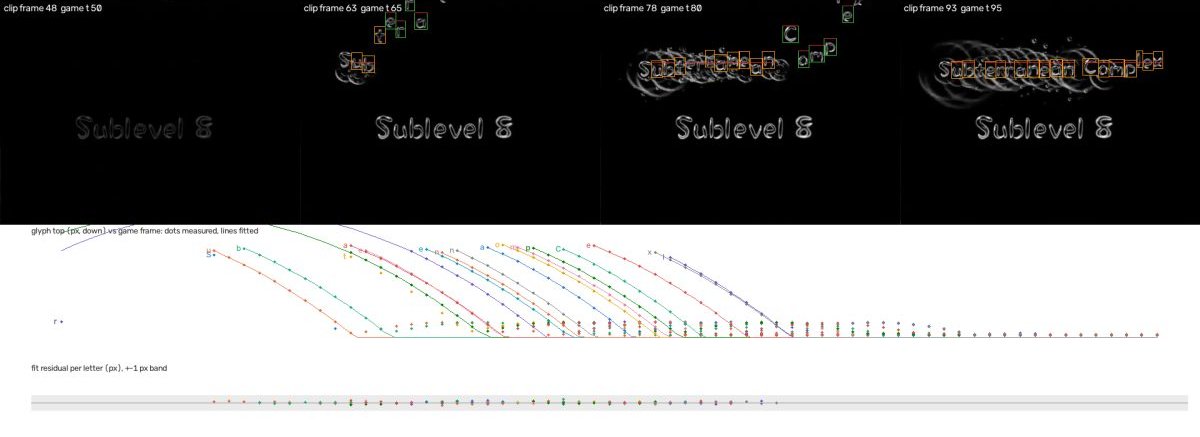 clip frame 48 game t 50
clip frame 63 game t 65
clip frame 78 game t 80
clip frame 93 game t 95
t e r a
C o m p e
Sub
Subterranean
Subterranean Complex
Sublevel 8
Sublevel 8
Sublevel 8
Sublevel 8
glyph top (px, down) vs game frame: dots measured, lines fitted
u b a t e n a o p C e x l
S
r
fit residual per letter (px), +-1 px band